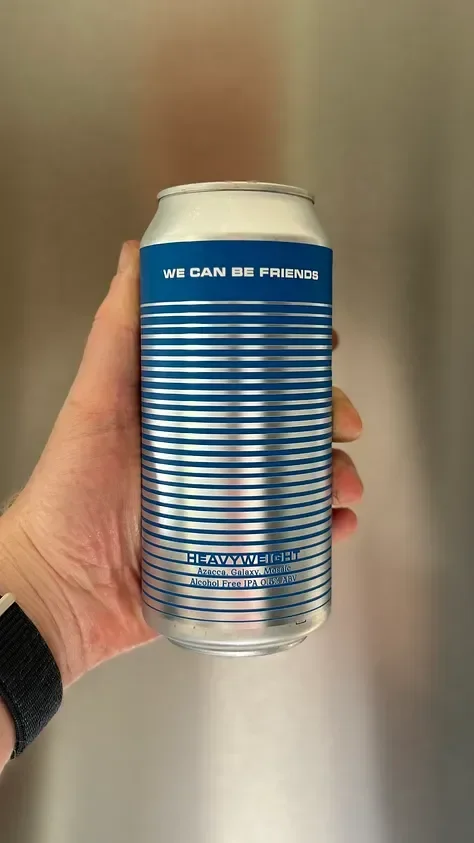 WE CAN BE FRIENDS
HEAVYWEIGHT
Azacca, Galaxy, Mosaic
Alcohol Free IPA 0.5% ABV